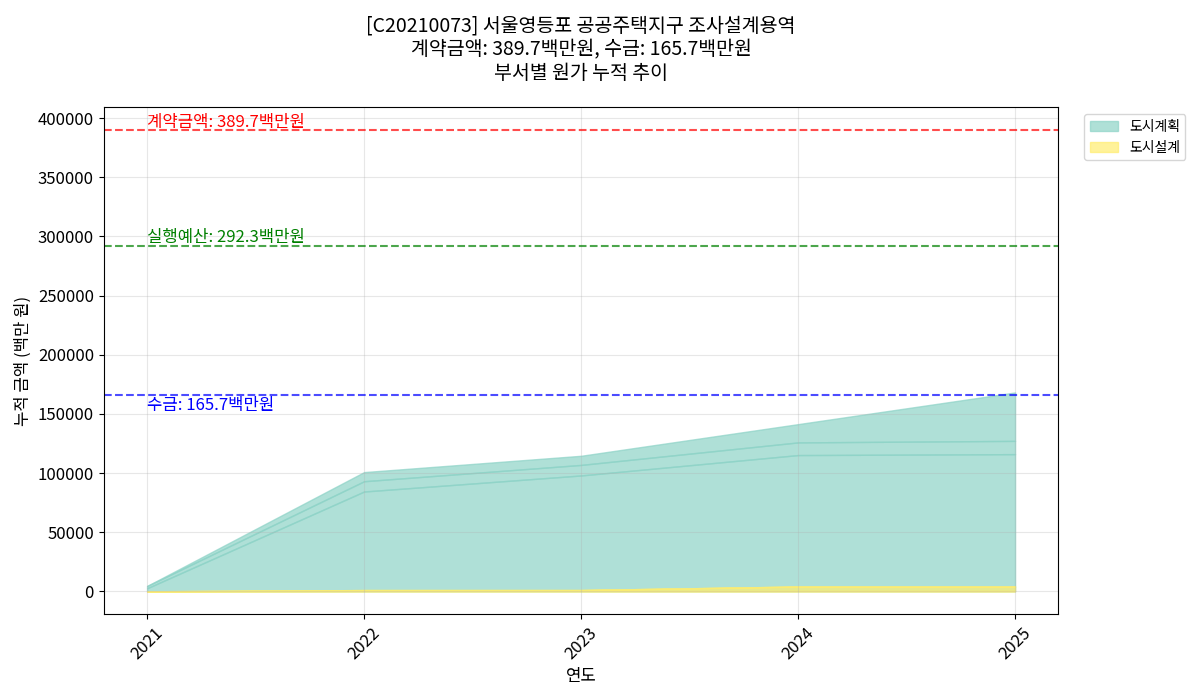 [C20210073] 서울영등포 공공주택지구 조사설계용역
계약금액: 389.7백만원, 수금: 165.7백만원
부서별 원가 누적 추이
누적 금액 (백만 원)
400000
350000
300000
250000
200000
150000
100000
50000
0
계약금액: 389.7백만원
실행예산: 292.3백만원
수금: 165.7백만원
도시계획
도시설계
2021
2022
2023
2024
2025
연도